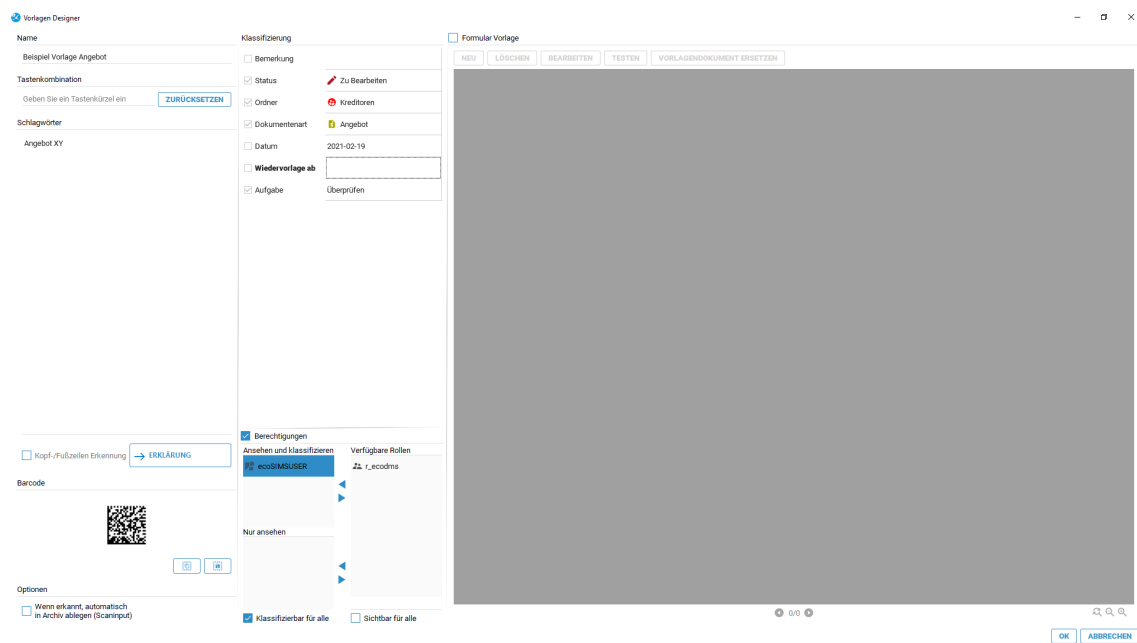 Vorlagen Designer
Name
Beispiel Vorlage Angebot
Tastenkombination
Geben Sie ein Tastenkürzel ein
ZURÜCKSETZEN
Schlagwörter
Angebot XY
Kopf-/Fußzeilen Erkennung
ERKLÄRUNG
Barcode
Optionen
Wenn erkannt, automatisch
in Archiv ablegen (Scaninput)
Klassifizierung
Bemerkung
Status Zu Bearbeiten
Ordner Kreditoren
Dokumentenart Angebot
Datum 2021-02-19
Wiedervorlage ab
Aufgabe Überprüfen
Berechtigungen
Ansehen und klassifizieren Verfügbare Rollen
ecoSIMSUSER r_ecodms
Nur ansehen
Klassifizierbar für alle Sichtbar für alle
Formular Vorlage
NEU LÖSCHEN BEARBEITEN TESTEN VORLAGENDOKUMENT ERSETZEN
0/0
OK ABBRECHEN